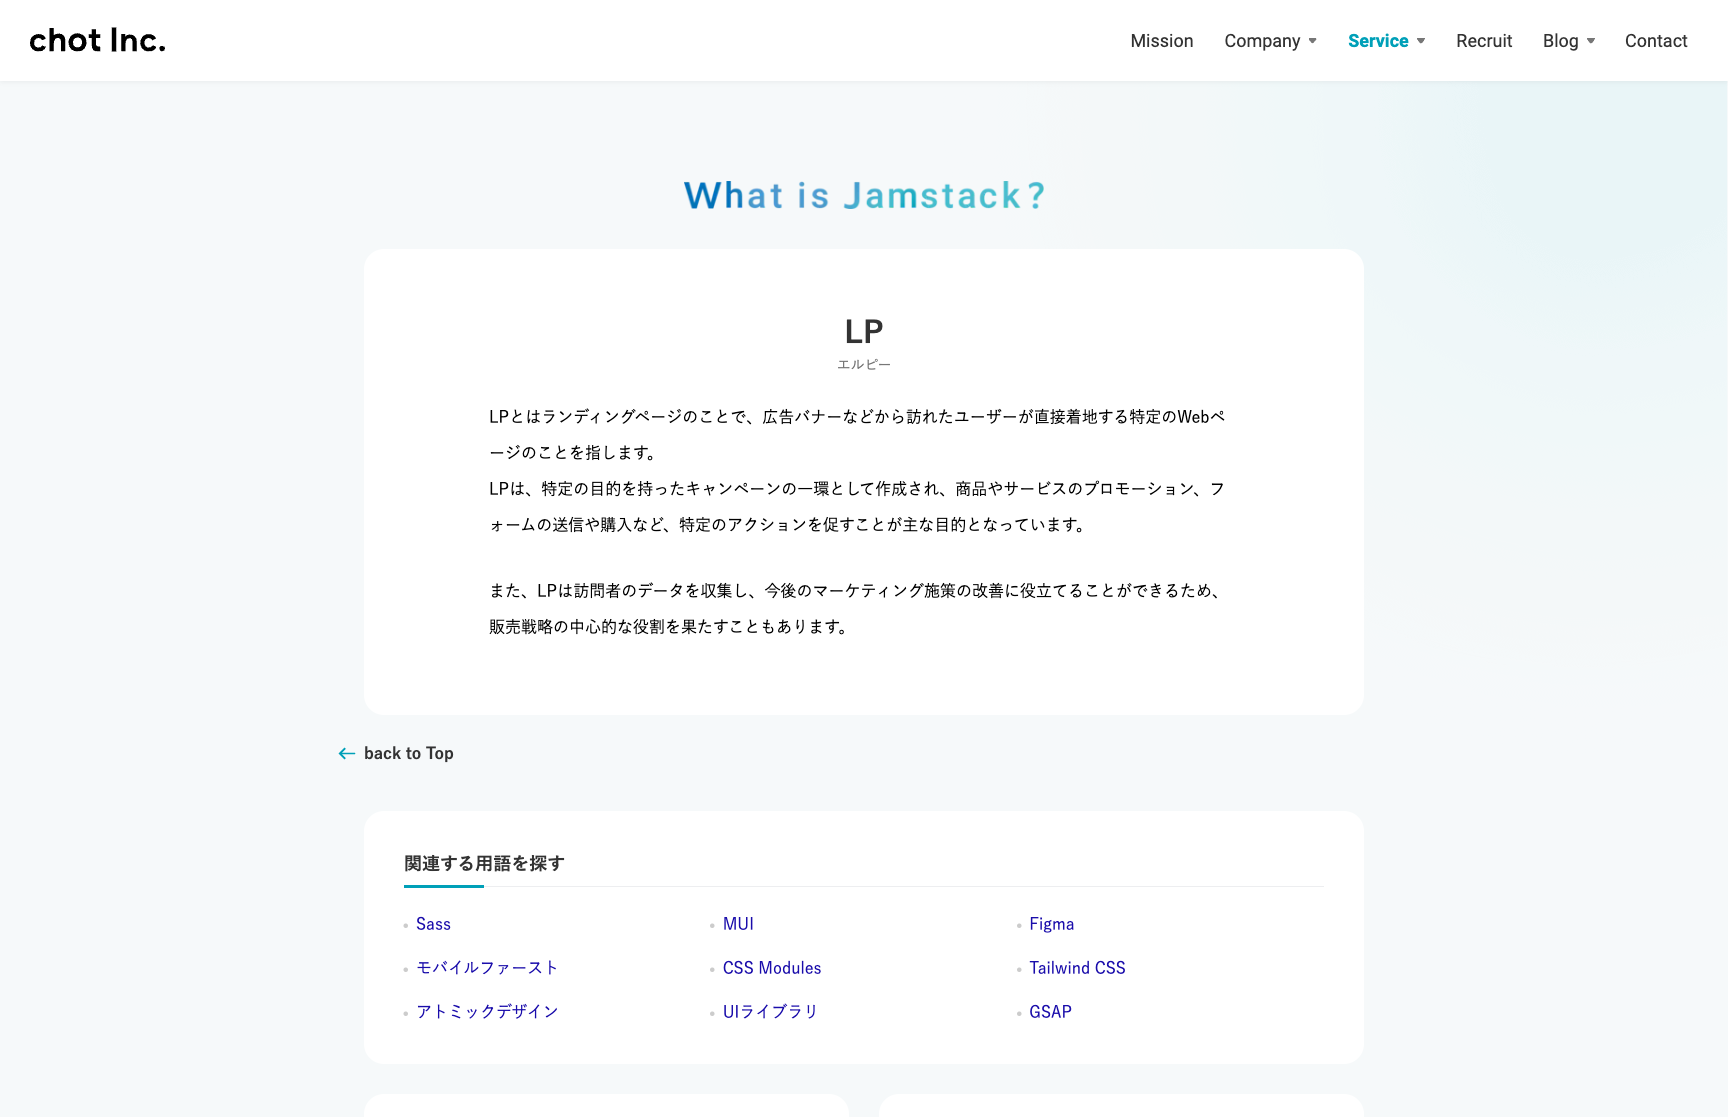 chot Inc.
Mission Company Service Recruit Blog Contact
What is Jamstack?
LP
エルピー
LPとはランディングページのことで、広告バナーなどから訪れたユーザーが直接着地する特定のWebペ
ージのことを指します。
LPは、特定の目的を持ったキャンペーンの一環として作成され、商品やサービスのプロモーション、フ
ォームの送信や購入など、特定のアクションを促すことが主な目的となっています。
また、LPは訪問者のデータを収集し、今後のマーケティング施策の改善に役立てることができるため、
販売戦略の中心的な役割を果たすこともあります。
back to Top
関連する用語を探す
Sass MUI Figma
モバイルファースト CSS Modules Tailwind CSS
アトミックデザイン UIライブラリ GSAP